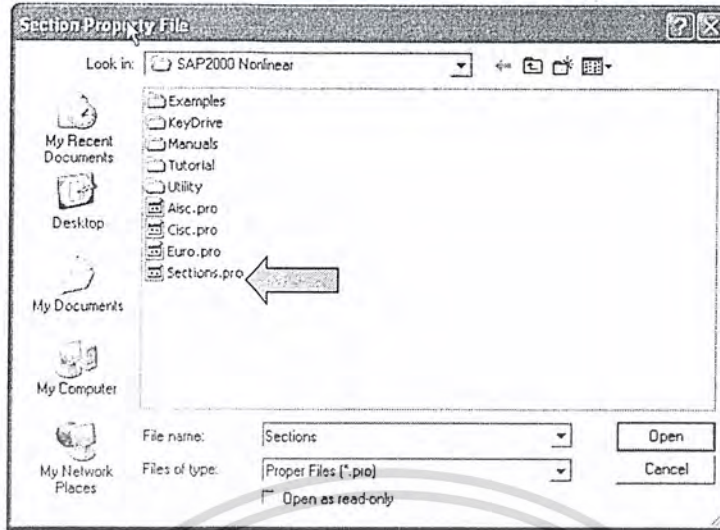 Section Property File
Look in: SAP2000 Nonlinear
My Recent Documents
Desktop
My Documents
My Computer
My Network Places
Examples
KeyDrive
Manuals
Tutorial
Utility
Aisc.pro
Cisc.pro
Euro.pro
Sections.pro
File name: Sections
Open
Files of type: Proper Files (*.pro)
Cancel
Open as read-only